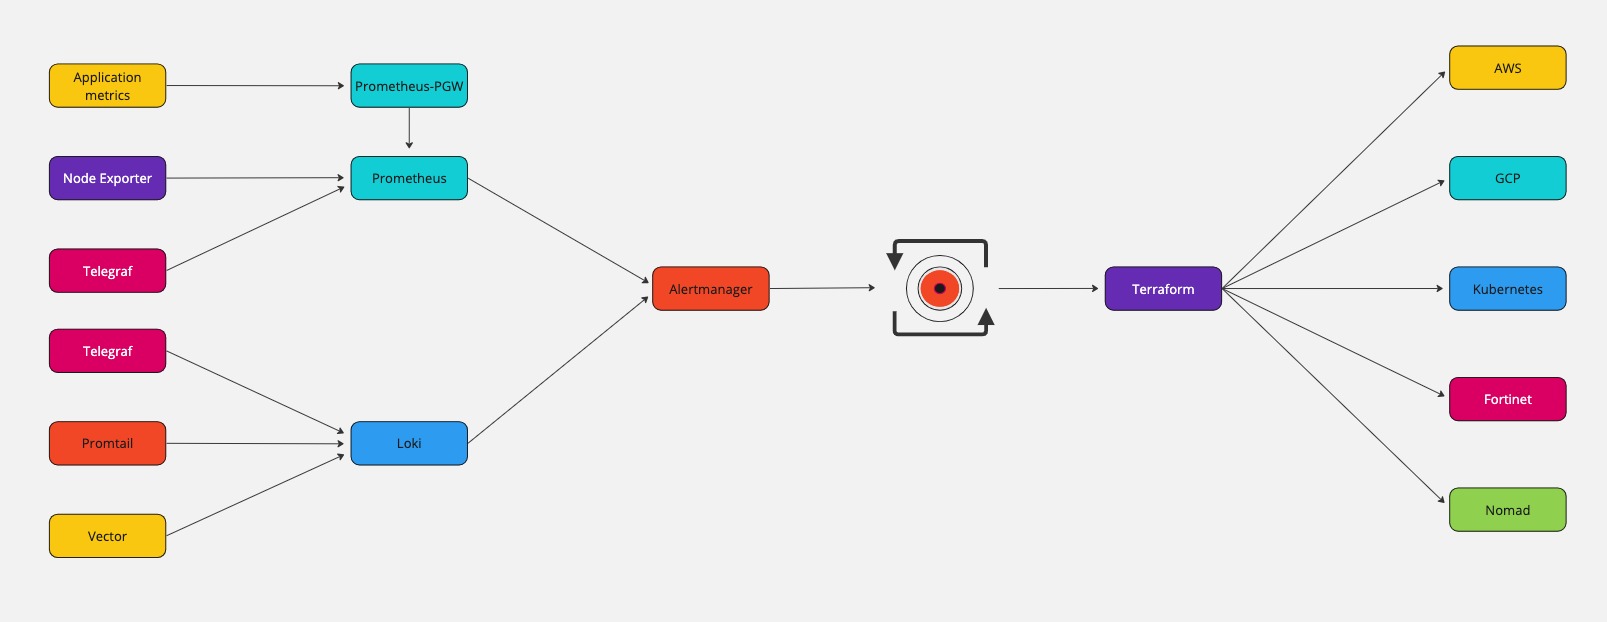 Application
metrics
Prometheus-PGW
Node Exporter
Prometheus
Telegraf
Telegraf
Promtail
Loki
Vector
Alertmanager
Terraform
AWS
GCP
Kubernetes
Fortinet
Nomad